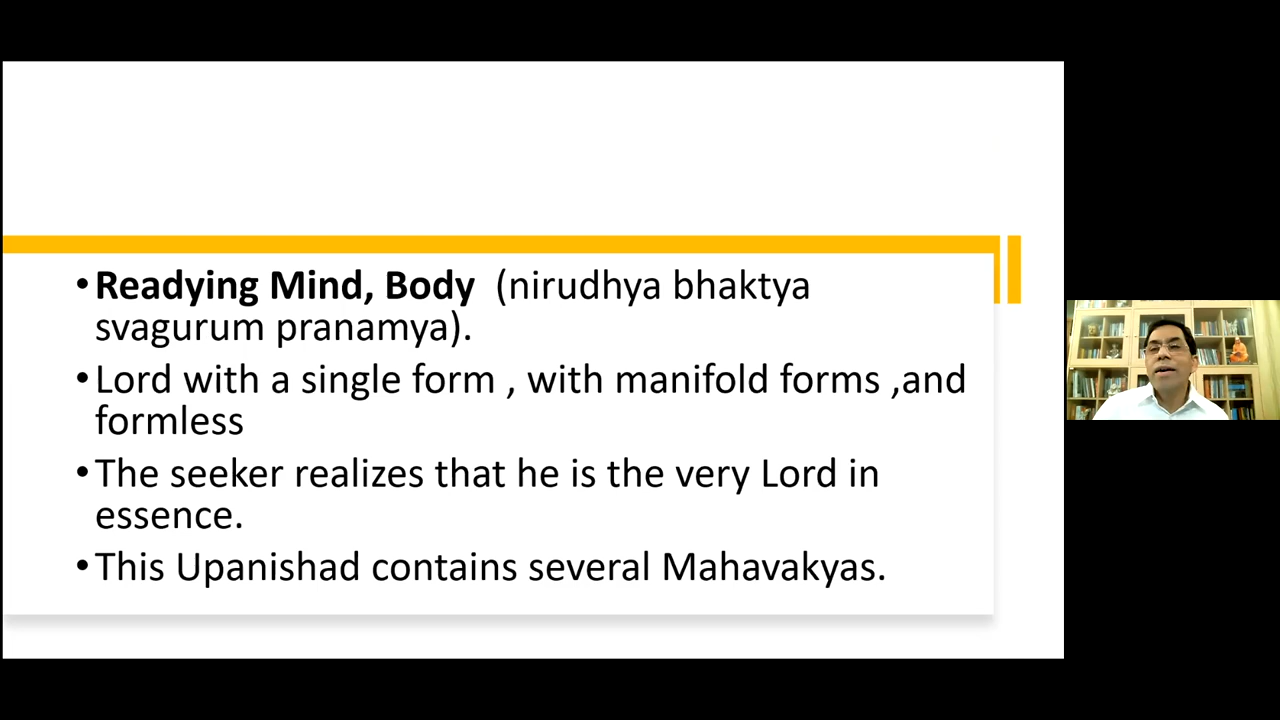 •Readying Mind, Body (nirudhya bhaktya
svagurum pranamya).
•Lord with a single form , with manifold forms ,and
formless
•The seeker realizes that he is the very Lord in
essence.
•This Upanishad contains several Mahavakyas.